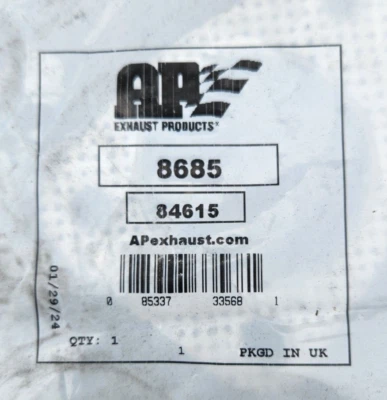 AP
EXHAUST PRODUCTS
8685
84615
APexhaust.com
0 85337 33568 1
01/29/24
QTY: 1
1
PKGD IN UK